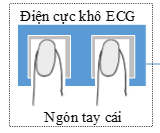 Điện cực khô ECG
Ngón tay cái